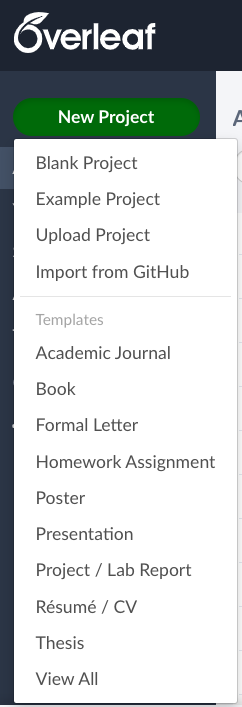 Overleaf
New Project
Blank Project
Example Project
Upload Project
Import from GitHub
Templates
Academic Journal
Book
Formal Letter
Homework Assignment
Poster
Presentation
Project / Lab Report
Résumé / CV
Thesis
View All